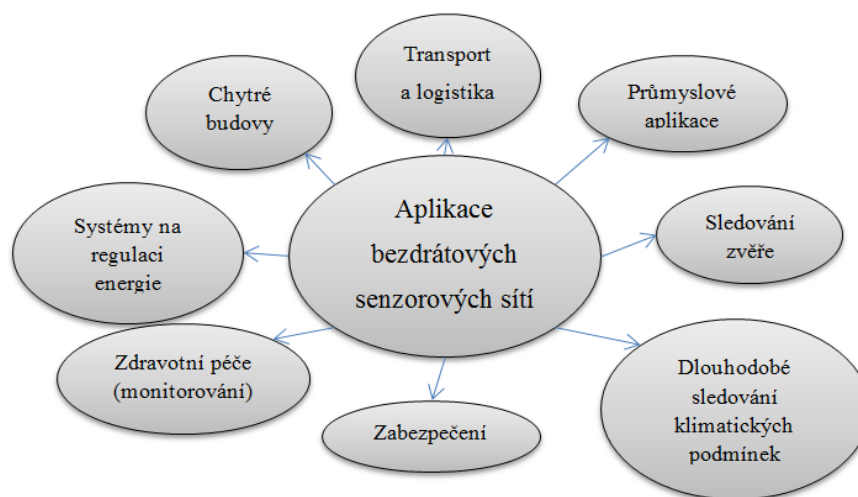 Transport
a logistika
Chytré
budovy
Průmyslové
aplikace
Aplikace
bezdrátových
senzorových sítí
Systémy na
regulaci
energie
Sledování
zvěře
Zdravotní péče
(monitorování)
Dlouhodobé
sledování
klimatických
podmínek
Zabezpečení